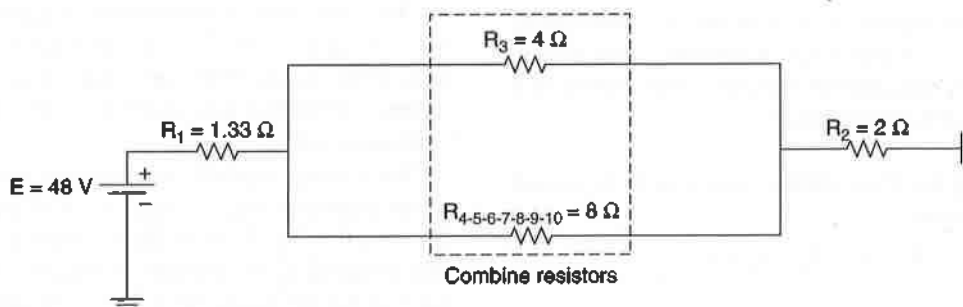 R3 = 4 Ω
R1 = 1.33 Ω
R2 = 2 Ω
E = 48 V
+
−
R4-5-6-7-8-9-10 = 8 Ω
Combine resistors